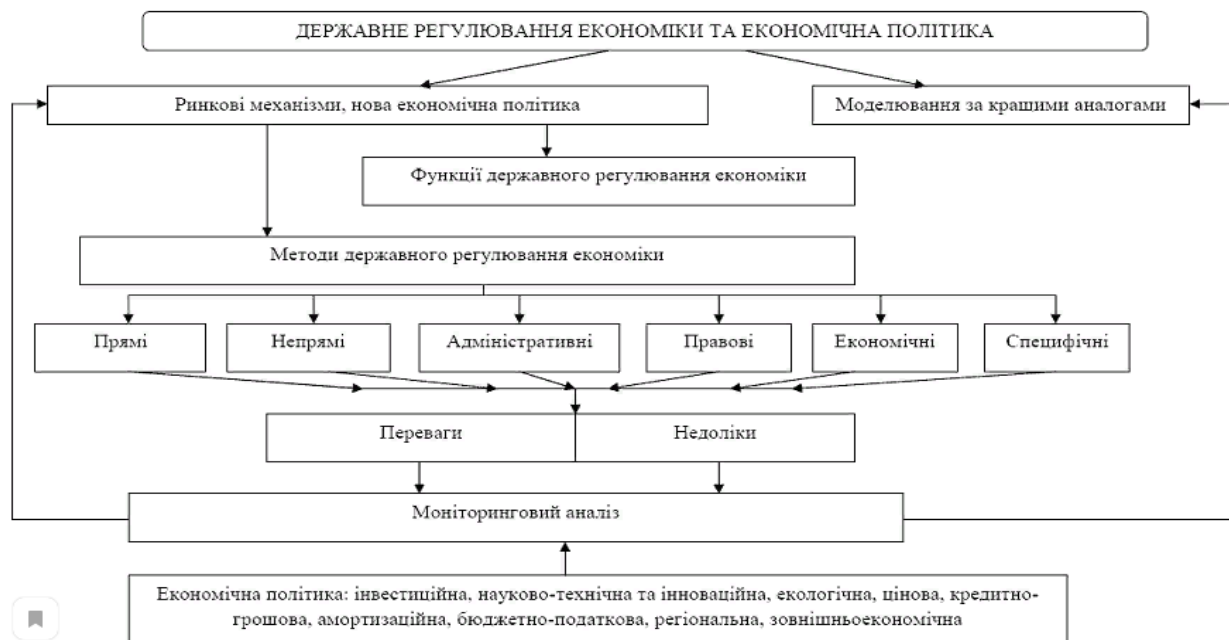 ДЕРЖАВНЕ РЕГУЛЮВАННЯ ЕКОНОМІКИ ТА ЕКОНОМІЧНА ПОЛІТИКА
Ринкові механізми, нова економічна політика
Моделювання за кращими аналогами
Функції державного регулювання економіки
Методи державного регулювання економіки
Прямі
Непрямі
Адміністративні
Правові
Економічні
Специфічні
Переваги
Недоліки
Моніторинговий аналіз
Економічна політика: інвестиційна, науково-технічна та інноваційна, екологічна, цінова, кредитно-
грошова, амортизаційна, бюджетно-податкова, регіональна, зовнішньоекономічна